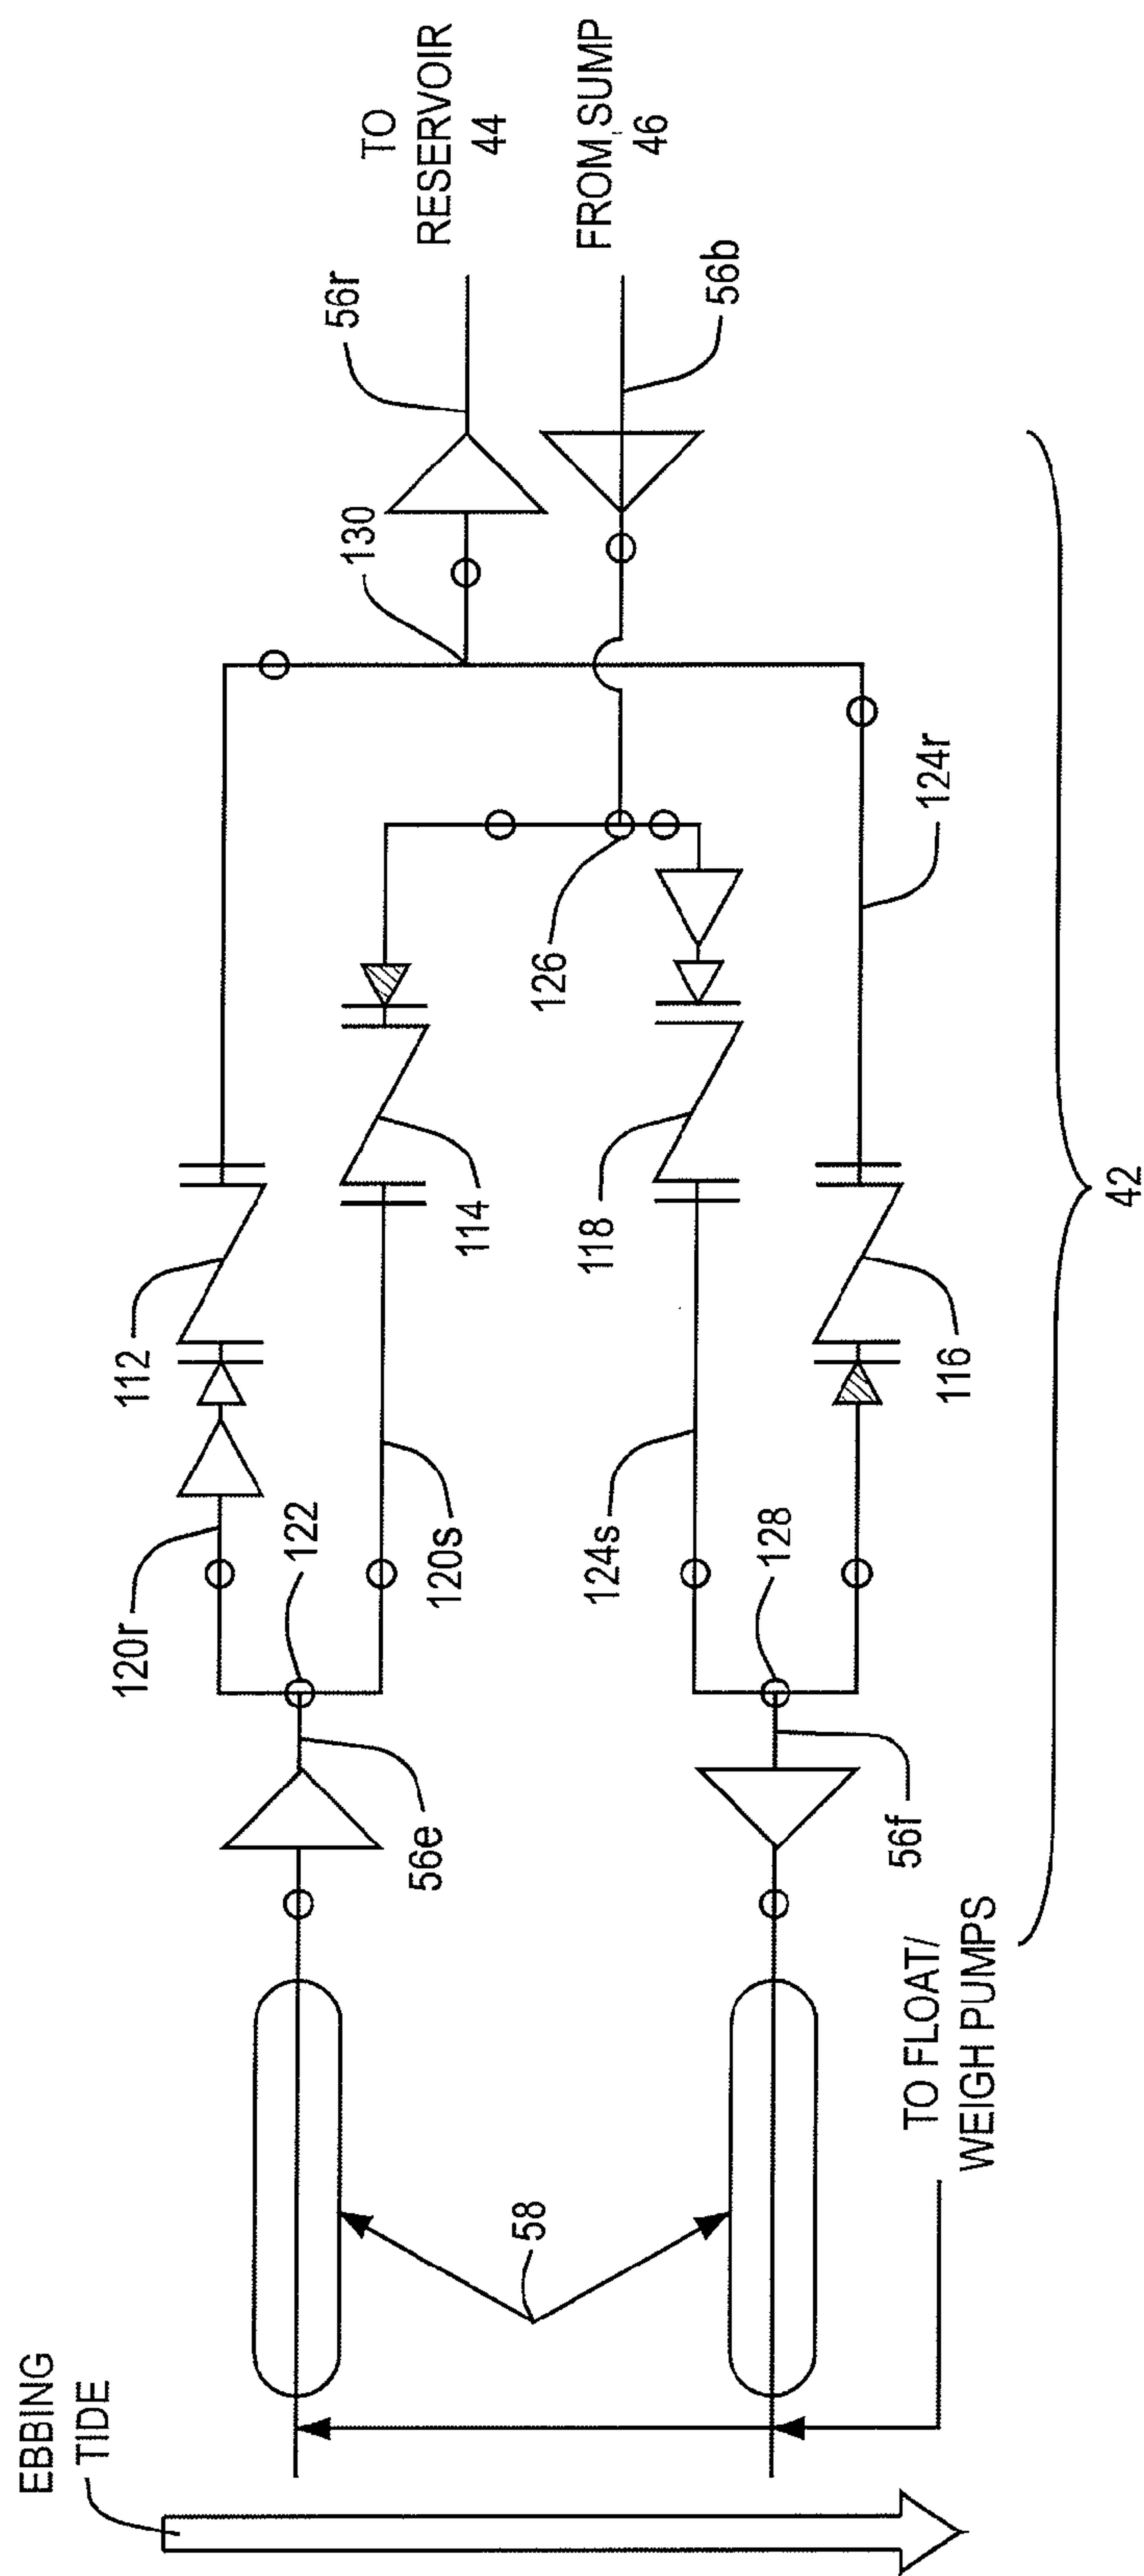 EBBING
TIDE
TO
RESERVOIR
44
FROM SUMP
46
56r
56b
130
112
114
120r
122
120s
56e
126
118
124r
124s
128
116
56f
58
TO FLOAT/
WEIGH PUMPS
42